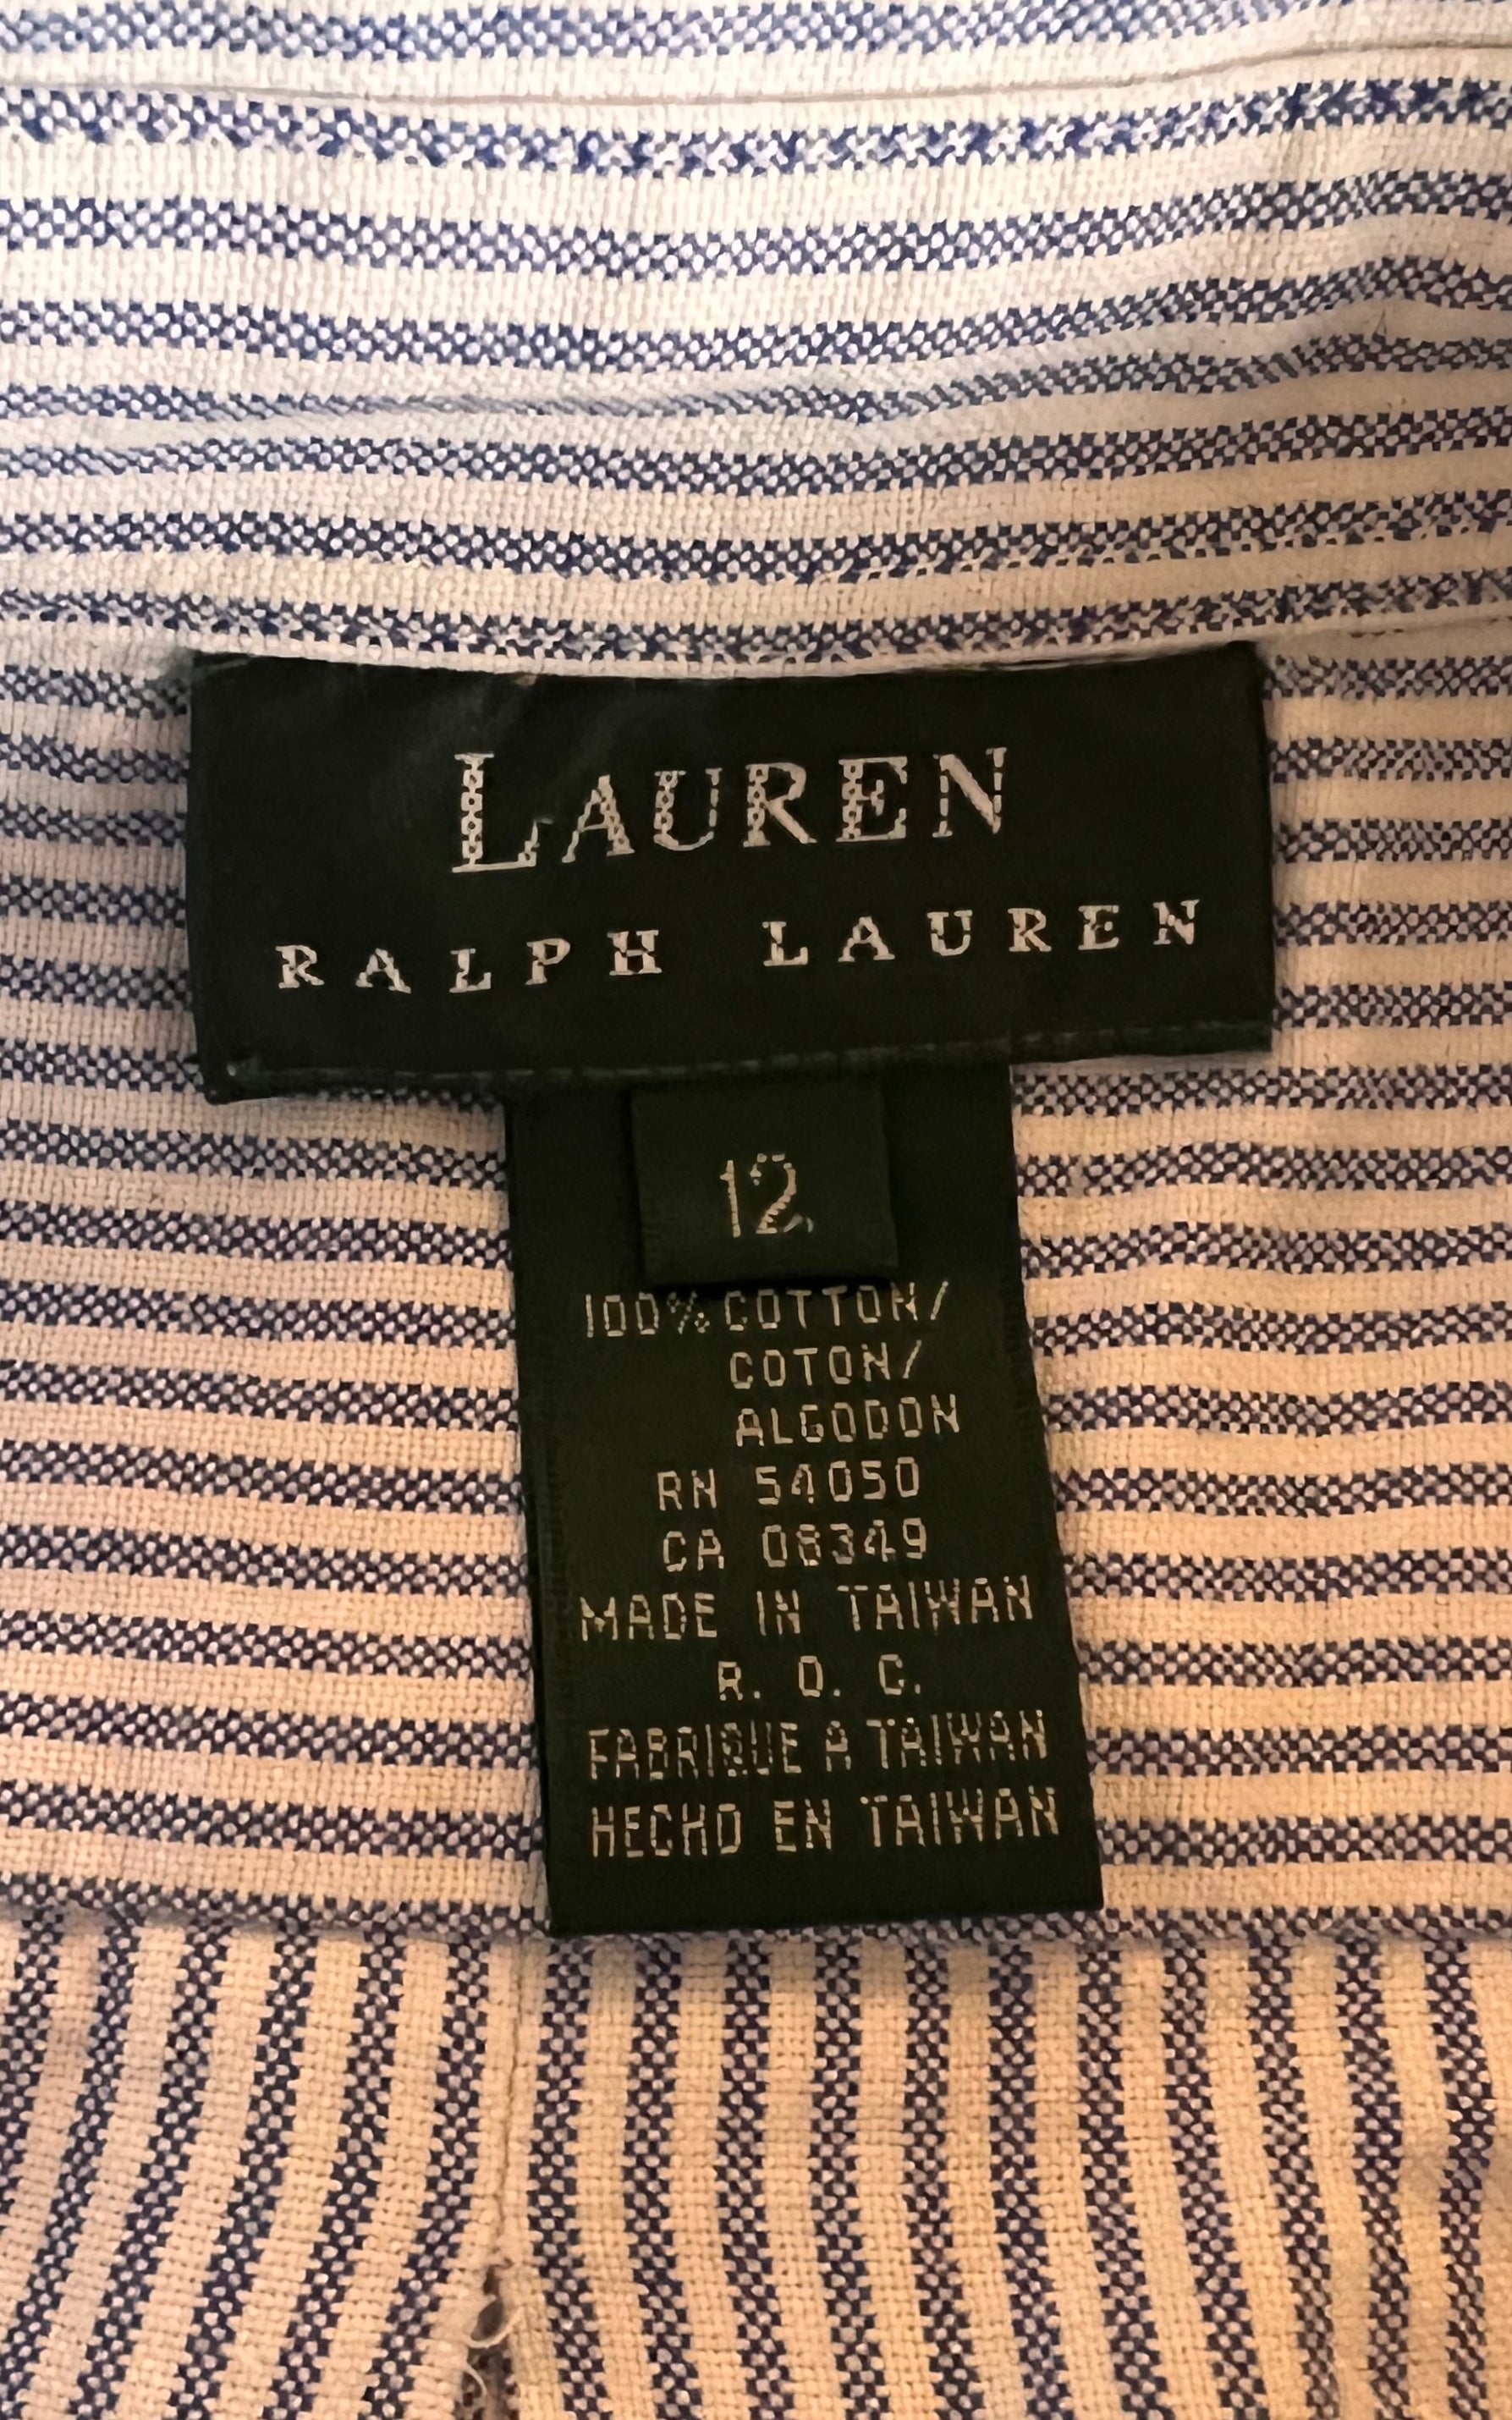 LAUREN
RALPH LAUREN
12
100% COTTON/
COTON/
ALGODON
RN 54050
CA 08349
MADE IN TAIWAN
R. O. C.
FABRIQUE A TAIWAN
HECHO EN TAIWAN